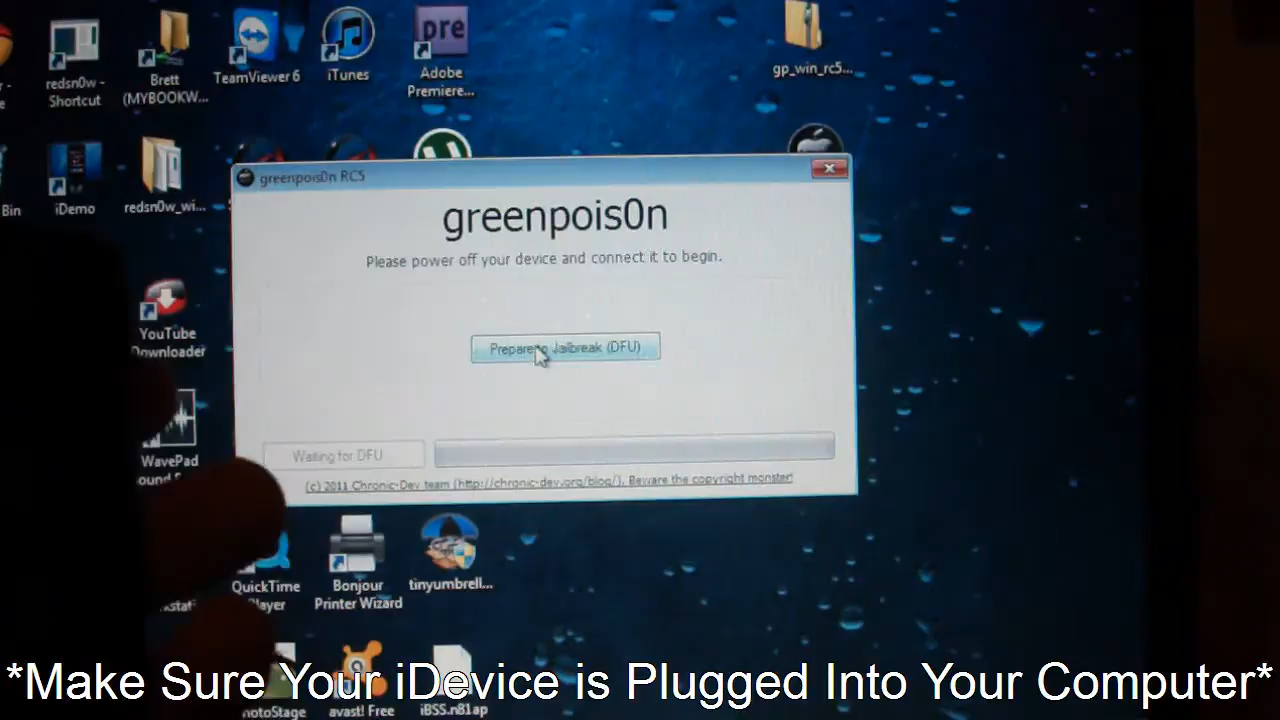 redsn0w -
Shortcut
Brett
(MYBOOKW...
TeamViewer 6
iTunes
pre
Adobe
Premiere...
gp_win_rc5...
Bin
iDemo
redsn0w_wi...
greenpois0n RC5
greenpois0n
Please power off your device and connect it to begin.
Prepare to Jailbreak (DFU)
Waiting for DFU
(c) 2011 Chronic-Dev team (http://chronic-dev.org/blog/). Beware the copyright monster!
YouTube
Downloader
WavePad
QuickTime
Player
Bonjour
Printer Wizard
tinyumbrell...
*Make Sure Your iDevice is Plugged Into Your Computer*
avast! Free
iBSS.n81ap